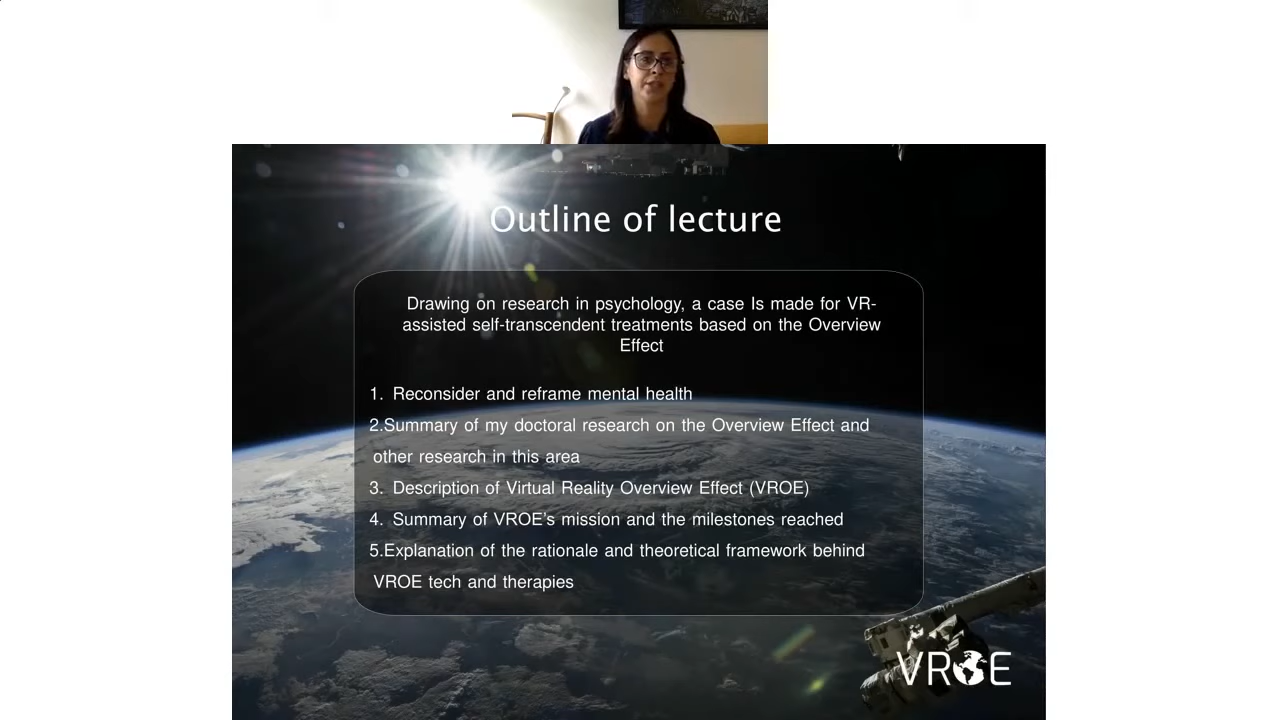 Outline of lecture
Drawing on research in psychology, a case Is made for VR-
assisted self-transcendent treatments based on the Overview
Effect
1. Reconsider and reframe mental health
2.Summary of my doctoral research on the Overview Effect and
other research in this area
3. Description of Virtual Reality Overview Effect (VROE)
4. Summary of VROE's mission and the milestones reached
5.Explanation of the rationale and theoretical framework behind
VROE tech and therapies
VROE